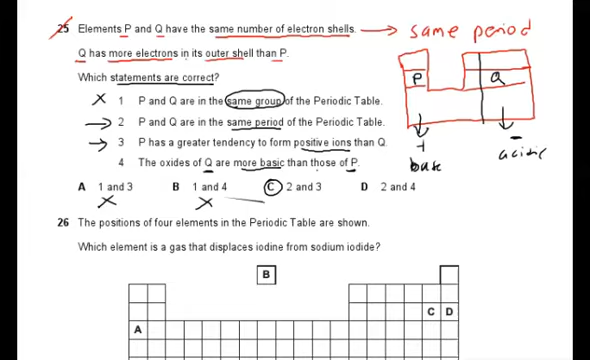 25 Elements P and Q have the same number of electron shells. → same period
Q has more electrons in its outer shell than P.
Which statements are correct?
1 P and Q are in the same group of the Periodic Table.
2 P and Q are in the same period of the Periodic Table.
3 P has a greater tendency to form positive ions than Q.
4 The oxides of Q are more basic than those of P.
A 1 and 3 B 1 and 4 C 2 and 3 D 2 and 4
P Q
+ -
base acidic
26 The positions of four elements in the Periodic Table are shown.
Which element is a gas that displaces iodine from sodium iodide?
B
C D
A